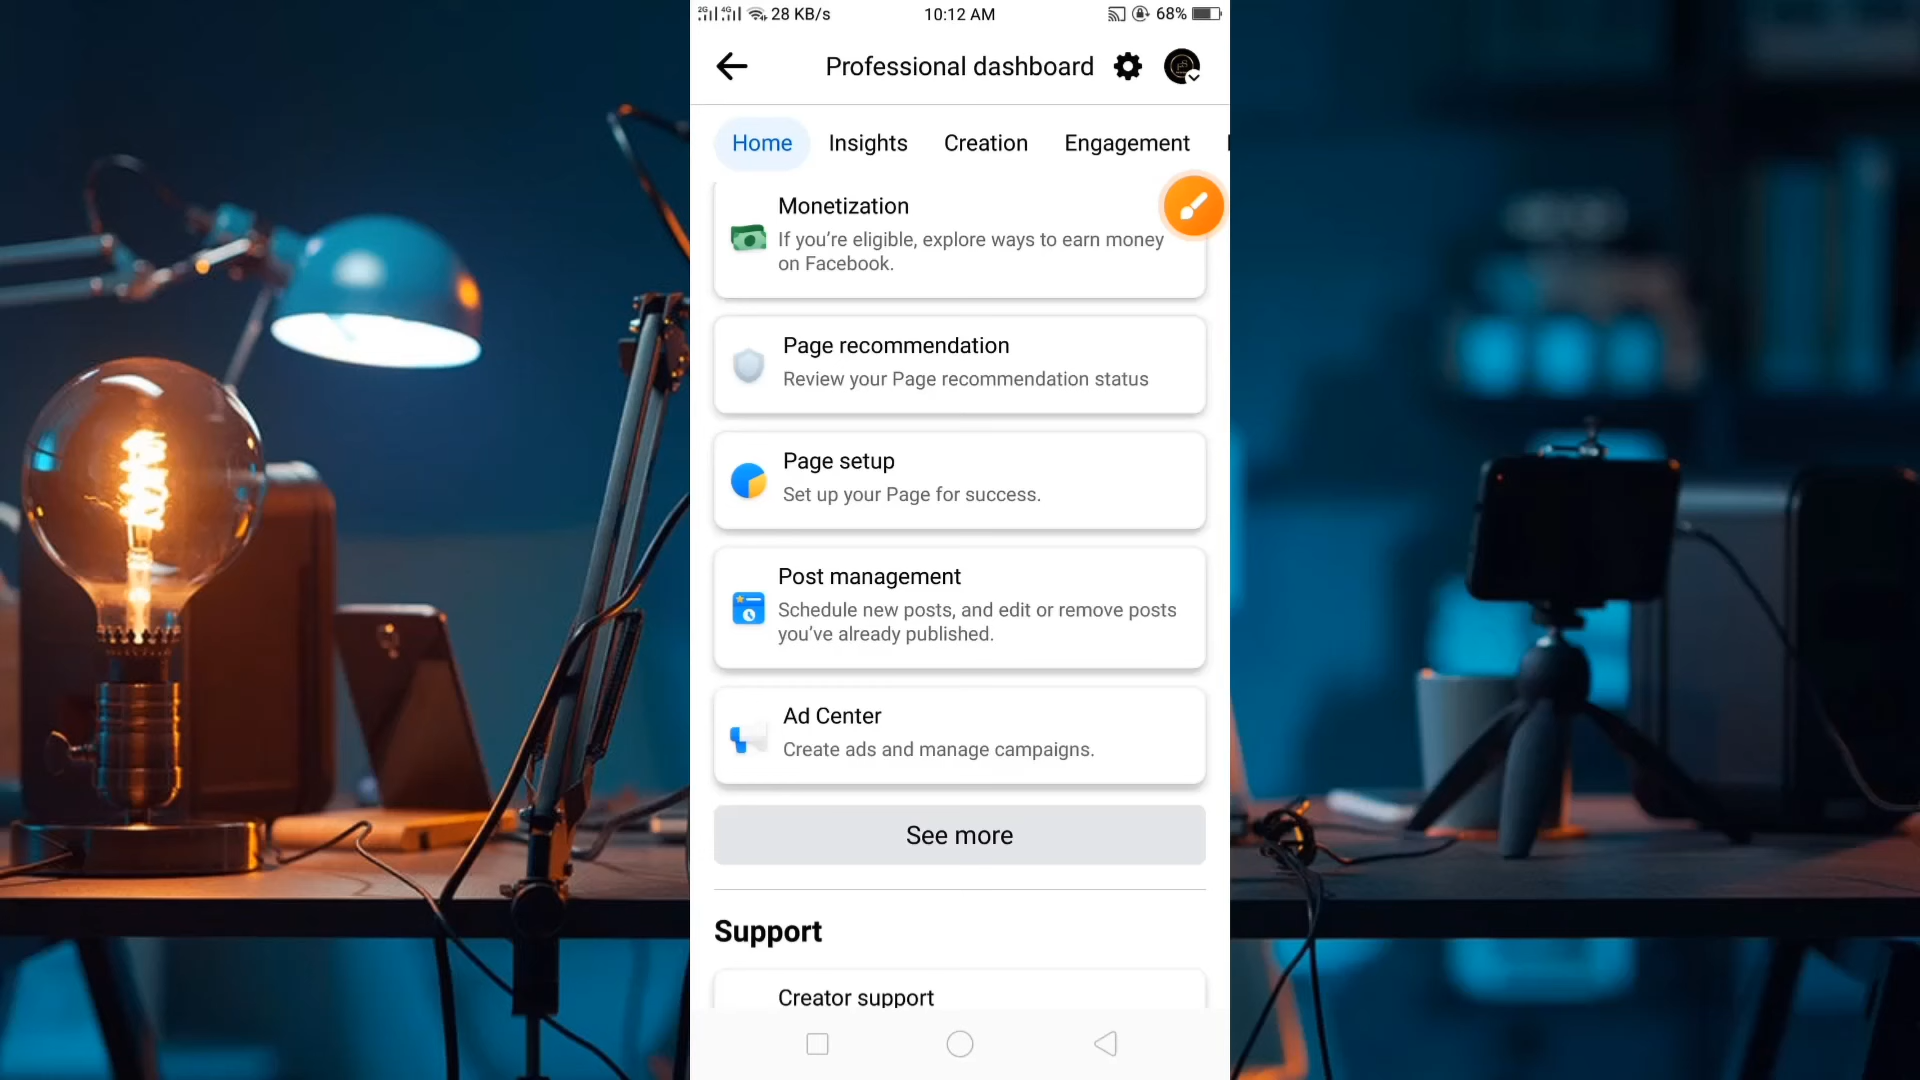 2G 4G 28 KB/s 10:12 AM 68%
Professional dashboard
Home Insights Creation Engagement
Monetization
If you’re eligible, explore ways to earn money
on Facebook.
Page recommendation
Review your Page recommendation status
Page setup
Set up your Page for success.
Post management
Schedule new posts, and edit or remove posts
you’ve already published.
Ad Center
Create ads and manage campaigns.
See more
Support
Creator support